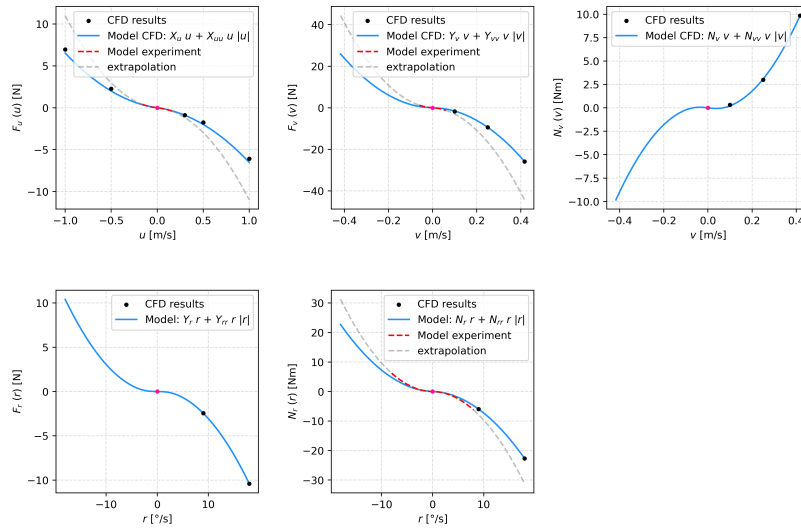 CFD results
Model CFD: X_u u + X_uu u |u|
Model experiment
extrapolation
10
5
0
−5
−10
F_u (u) [N]
−1.0 −0.5 0.0 0.5 1.0
u [m/s]
CFD results
Model CFD: Y_v v + Y_vv v |v|
Model experiment
extrapolation
40
20
0
−20
−40
F_v (v) [N]
−0.4 −0.2 0.0 0.2 0.4
v [m/s]
CFD results
Model CFD: N_v v + N_vv v |v|
10.0
7.5
5.0
2.5
0.0
−2.5
−5.0
−7.5
−10.0
N_v (v) [Nm]
−0.4 −0.2 0.0 0.2 0.4
v [m/s]
CFD results
Model: Y_r r + Y_rr r |r|
10
5
0
−5
−10
F_r (r) [N]
0 10
r [°/s]
CFD results
Model: N_r r + N_rr r |r|
Model experiment
extrapolation
30
20
10
0
−10
−20
−30
N_r (r) [Nm]
−10 0 10
r [°/s]